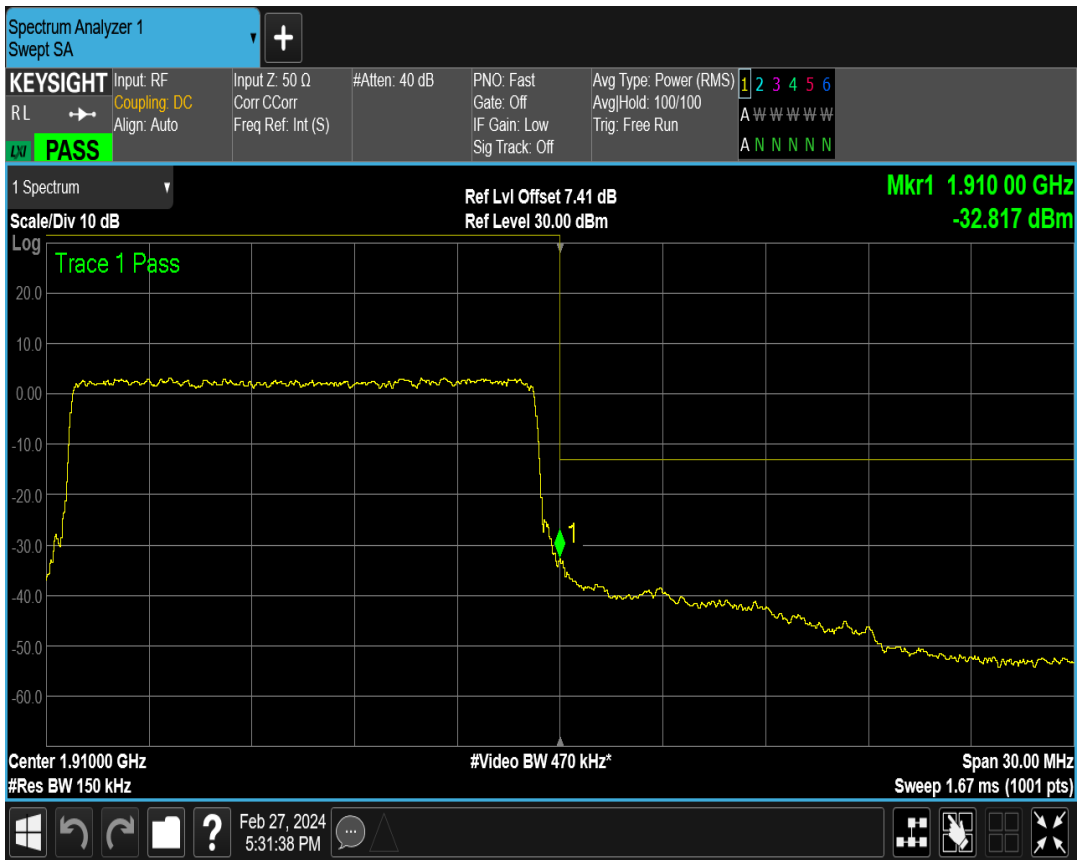 Spectrum Analyzer 1
Swept SA
+
KEYSIGHT
RL
LXI PASS
Input: RF
Coupling: DC
Align: Auto
Input Z: 50 Ω
Corr CCorr
Freq Ref: Int (S)
#Atten: 40 dB
PNO: Fast
Gate: Off
IF Gain: Low
Sig Track: Off
Avg Type: Power (RMS)
Avg|Hold: 100/100
Trig: Free Run
1 2 3 4 5 6
A W W W W W
A N N N N N
1 Spectrum
Scale/Div 10 dB
Ref Lvl Offset 7.41 dB
Ref Level 30.00 dBm
Mkr1 1.910 00 GHz
-32.817 dBm
Log
Trace 1 Pass
20.0
10.0
0.00
-10.0
-20.0
-30.0
-40.0
-50.0
-60.0
1
Center 1.91000 GHz
#Res BW 150 kHz
#Video BW 470 kHz*
Span 30.00 MHz
Sweep 1.67 ms (1001 pts)
?
Feb 27, 2024
5:31:38 PM